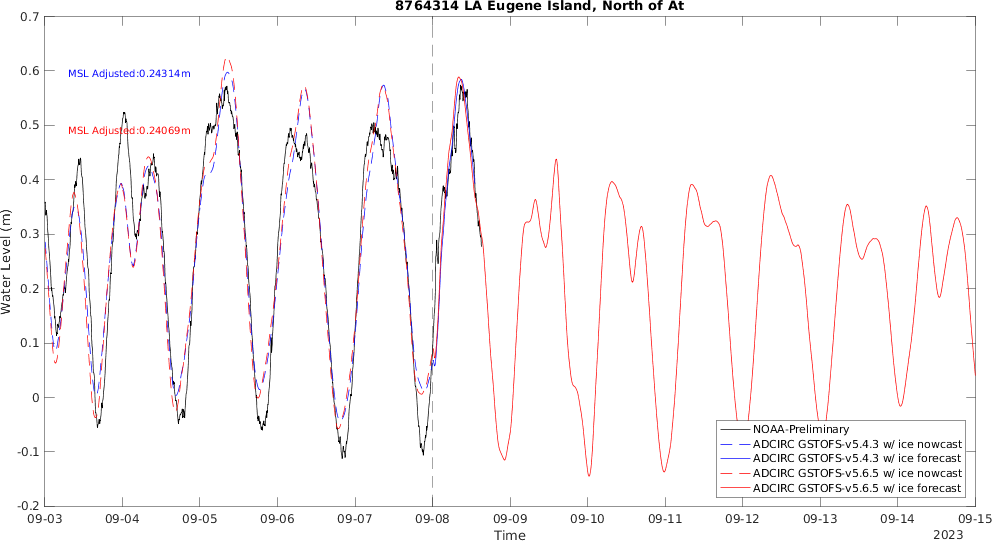 8764314 LA Eugene Island, North of At
0.7
0.6
0.5
0.4
0.3
0.2
0.1
0
-0.1
-0.2
Water Level (m)
MSL Adjusted:0.24314m
MSL Adjusted:0.24069m
NOAA-Preliminary
ADCIRC GSTOFS-v5.4.3 w/ ice nowcast
ADCIRC GSTOFS-v5.4.3 w/ ice forecast
ADCIRC GSTOFS-v5.6.5 w/ ice nowcast
ADCIRC GSTOFS-v5.6.5 w/ ice forecast
09-03 09-04 09-05 09-06 09-07 09-08 09-09 09-10 09-11 09-12 09-13 09-14 09-15
Time
2023